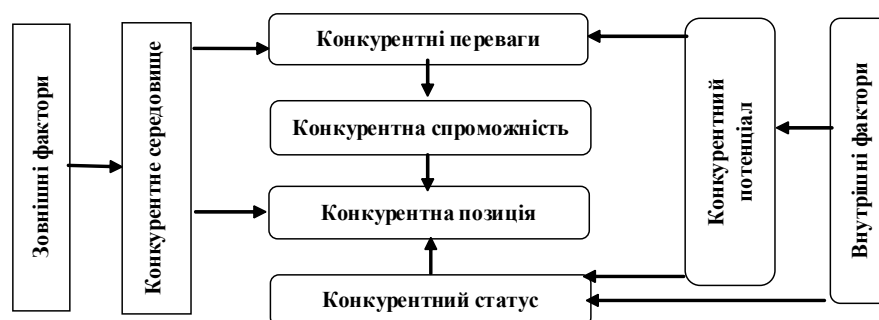 Зовнішні фактори
Конкурентне середовище
Конкурентні переваги
Конкурентна спроможність
Конкурентна позиція
Конкурентний статус
Конкурентний
потенціал
Внутрішні фактори